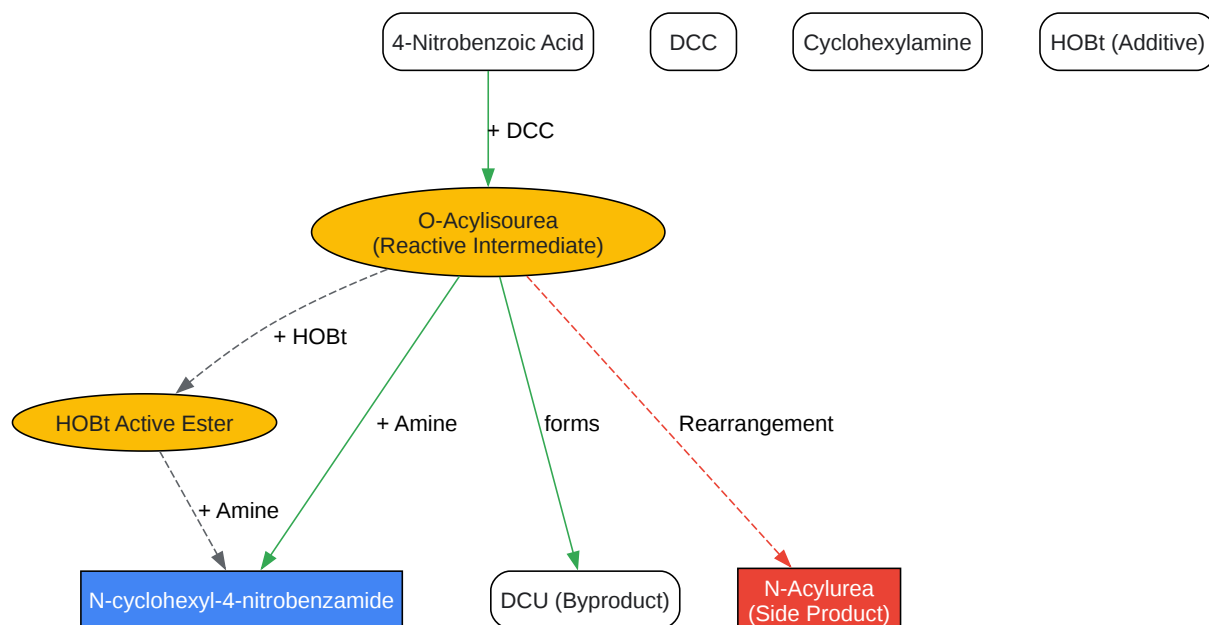 4-Nitrobenzoic Acid
DCC
Cyclohexylamine
HOBt (Additive)
+ DCC
O-Acylisourea
(Reactive Intermediate)
+ HOBt
HOBt Active Ester
+ Amine
forms
Rearrangement
+ Amine
N-cyclohexyl-4-nitrobenzamide
DCU (Byproduct)
N-Acylurea
(Side Product)